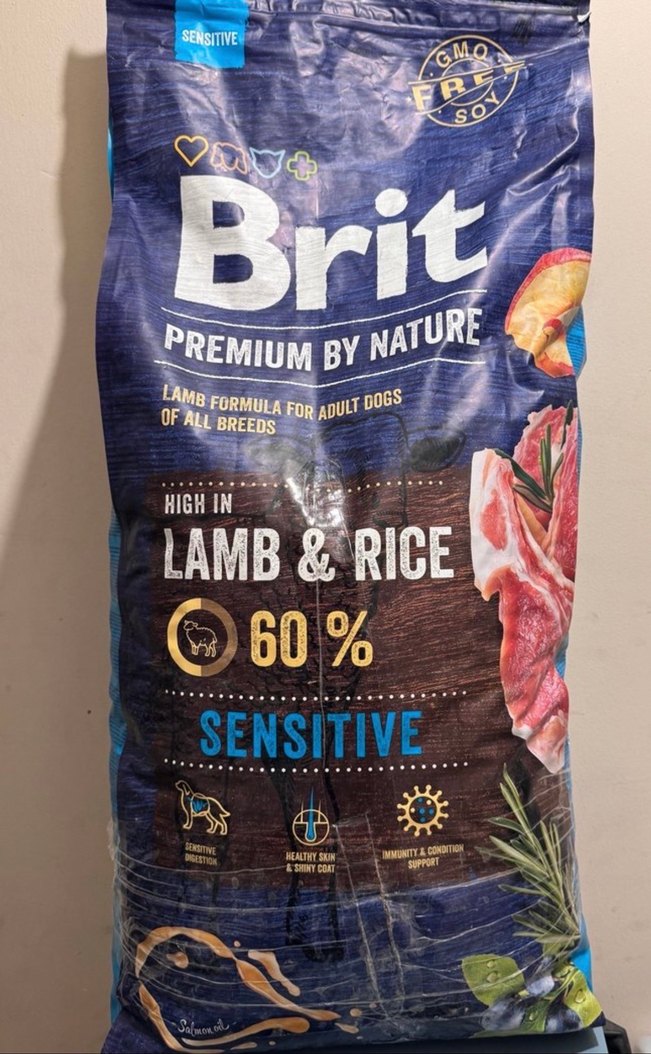 SENSITIVE
GMO
FREE
SOY
Brit
PREMIUM BY NATURE
LAMB FORMULA FOR ADULT DOGS
OF ALL BREEDS
HIGH IN
LAMB & RICE
60 %
SENSITIVE
SENSITIVE
DIGESTION
HEALTHY SKIN
& SHINY COAT
IMMUNITY & CONDITION
SUPPORT
Salmon oil